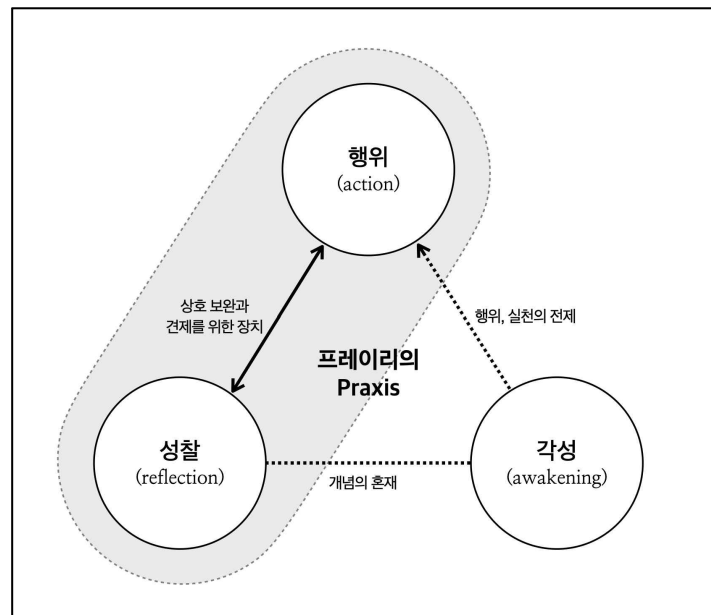 행위
(action)
상호 보완과
견제를 위한 장치
행위, 실천의 전제
프레이리의
Praxis
성찰
(reflection)
각성
(awakening)
개념의 혼재